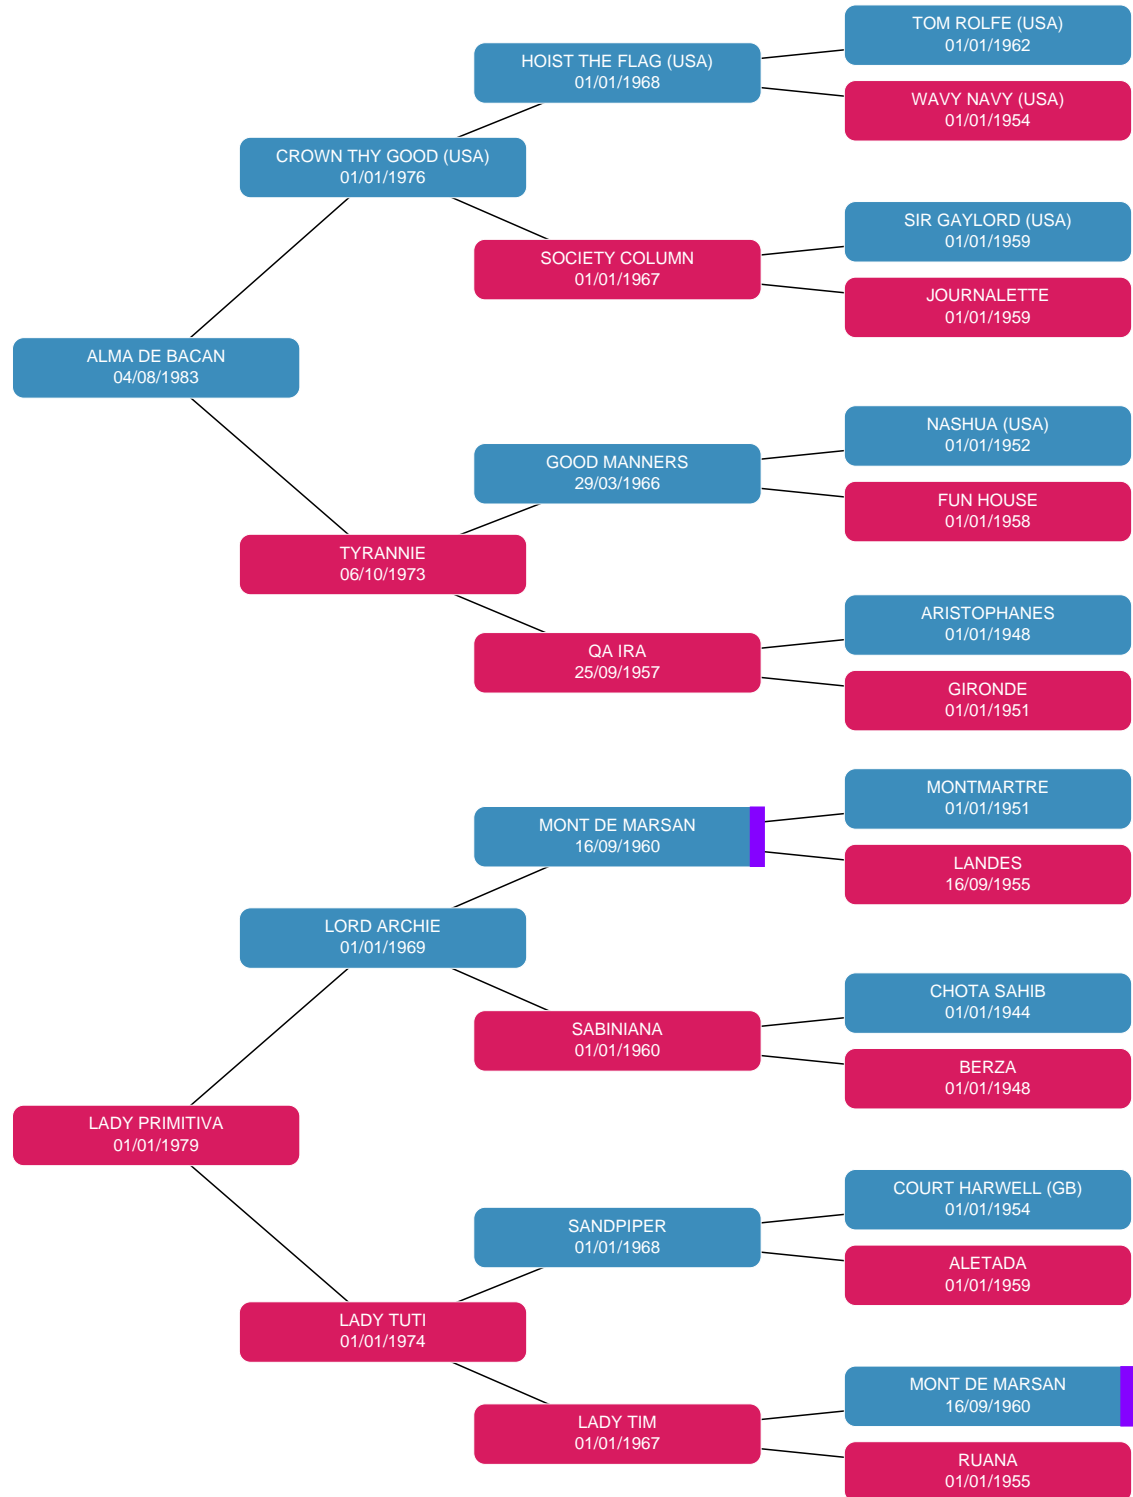 TOM ROLFE (USA)
01/01/1962
HOIST THE FLAG (USA)
01/01/1968
WAVY NAVY (USA)
01/01/1954
CROWN THY GOOD (USA)
01/01/1976
SIR GAYLORD (USA)
01/01/1959
SOCIETY COLUMN
01/01/1967
JOURNALETTE
01/01/1959
ALMA DE BACAN
04/08/1983
NASHUA (USA)
01/01/1952
GOOD MANNERS
29/03/1966
FUN HOUSE
01/01/1958
TYRANNIE
06/10/1973
ARISTOPHANES
01/01/1948
QA IRA
25/09/1957
GIRONDE
01/01/1951
MONTMARTRE
01/01/1951
MONT DE MARSAN
16/09/1960
LANDES
16/09/1955
LORD ARCHIE
01/01/1969
CHOTA SAHIB
01/01/1944
SABINIANA
01/01/1960
BERZA
01/01/1948
LADY PRIMITIVA
01/01/1979
COURT HARWELL (GB)
01/01/1954
SANDPIPER
01/01/1968
ALETADA
01/01/1959
LADY TUTI
01/01/1974
MONT DE MARSAN
16/09/1960
LADY TIM
01/01/1967
RUANA
01/01/1955